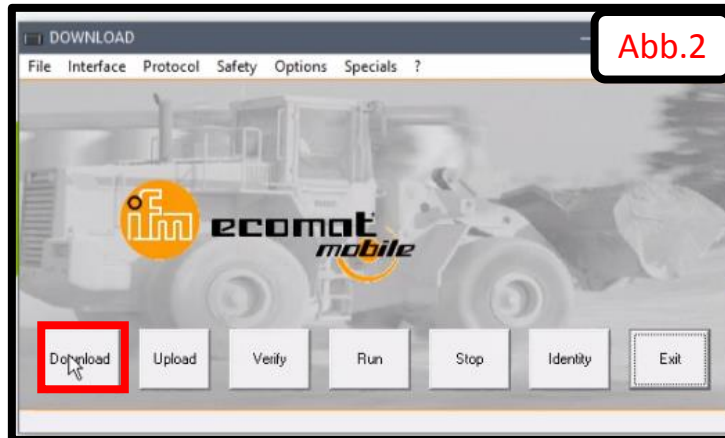 DOWNLOAD
Abb.2
File Interface Protocol Safety Options Specials ?
ifm ecomat
mobile
Download Upload Verify Run Stop Identity Exit